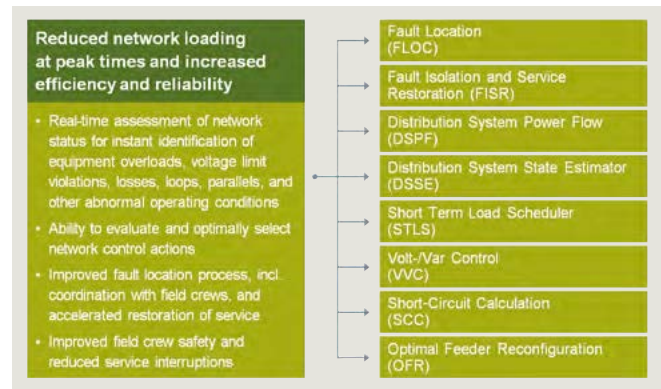 Reduced network loading
at peak times and increased
efficiency and reliability
• Real-time assessment of network
status for instant identification of
equipment overloads, voltage limit
violations, losses, loops, parallels, and
other abnormal operating conditions
• Ability to evaluate and optimally select
network control actions
• Improved fault location process, incl.
coordination with field crews, and
accelerated restoration of service
• Improved field crew safety and
reduced service interruptions
Fault Location
(FLOC)
Fault Isolation and Service
Restoration (FISR)
Distribution System Power Flow
(DSPF)
Distribution System State Estimator
(DSSE)
Short Term Load Scheduler
(STLS)
Volt-/Var Control
(VVC)
Short-Circuit Calculation
(SCC)
Optimal Feeder Reconfiguration
(OFR)